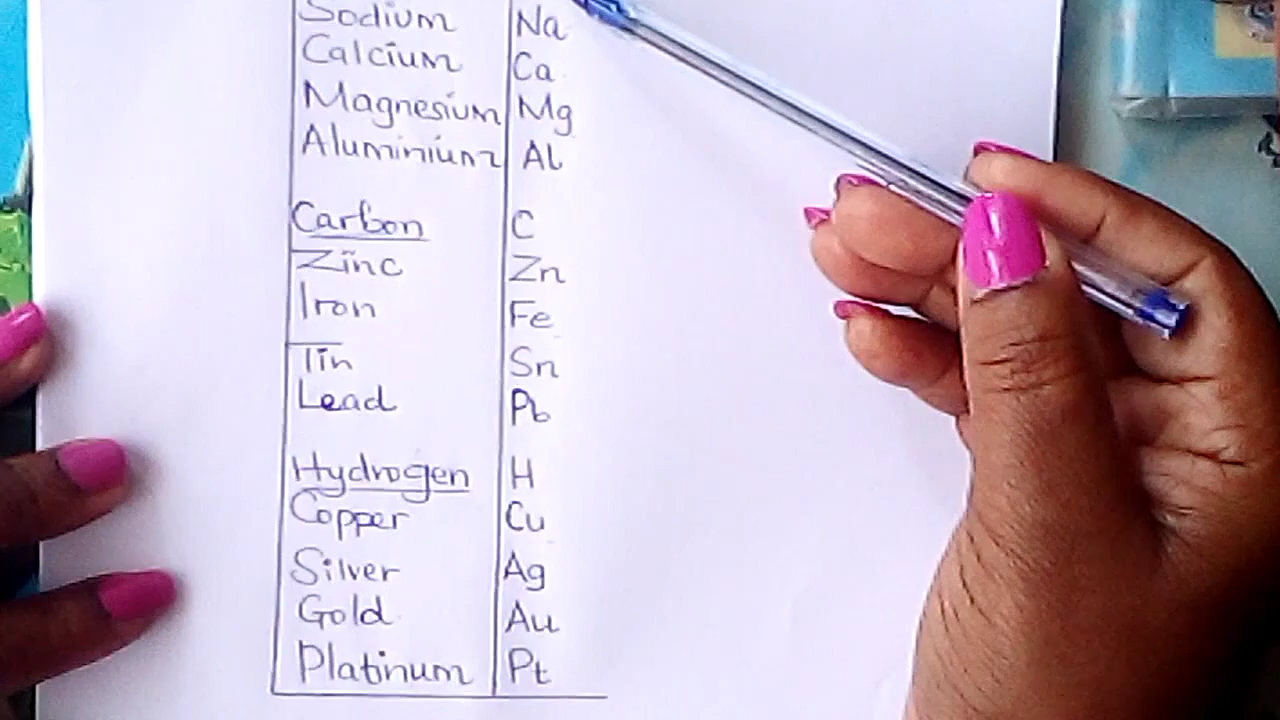 Sodium Na
Calcium Ca
Magnesium Mg
Aluminium Al
Carbon C
Zinc Zn
Iron Fe
Tin Sn
Lead Pb
Hydrogen H
Copper Cu
Silver Ag
Gold Au
Platinum Pt